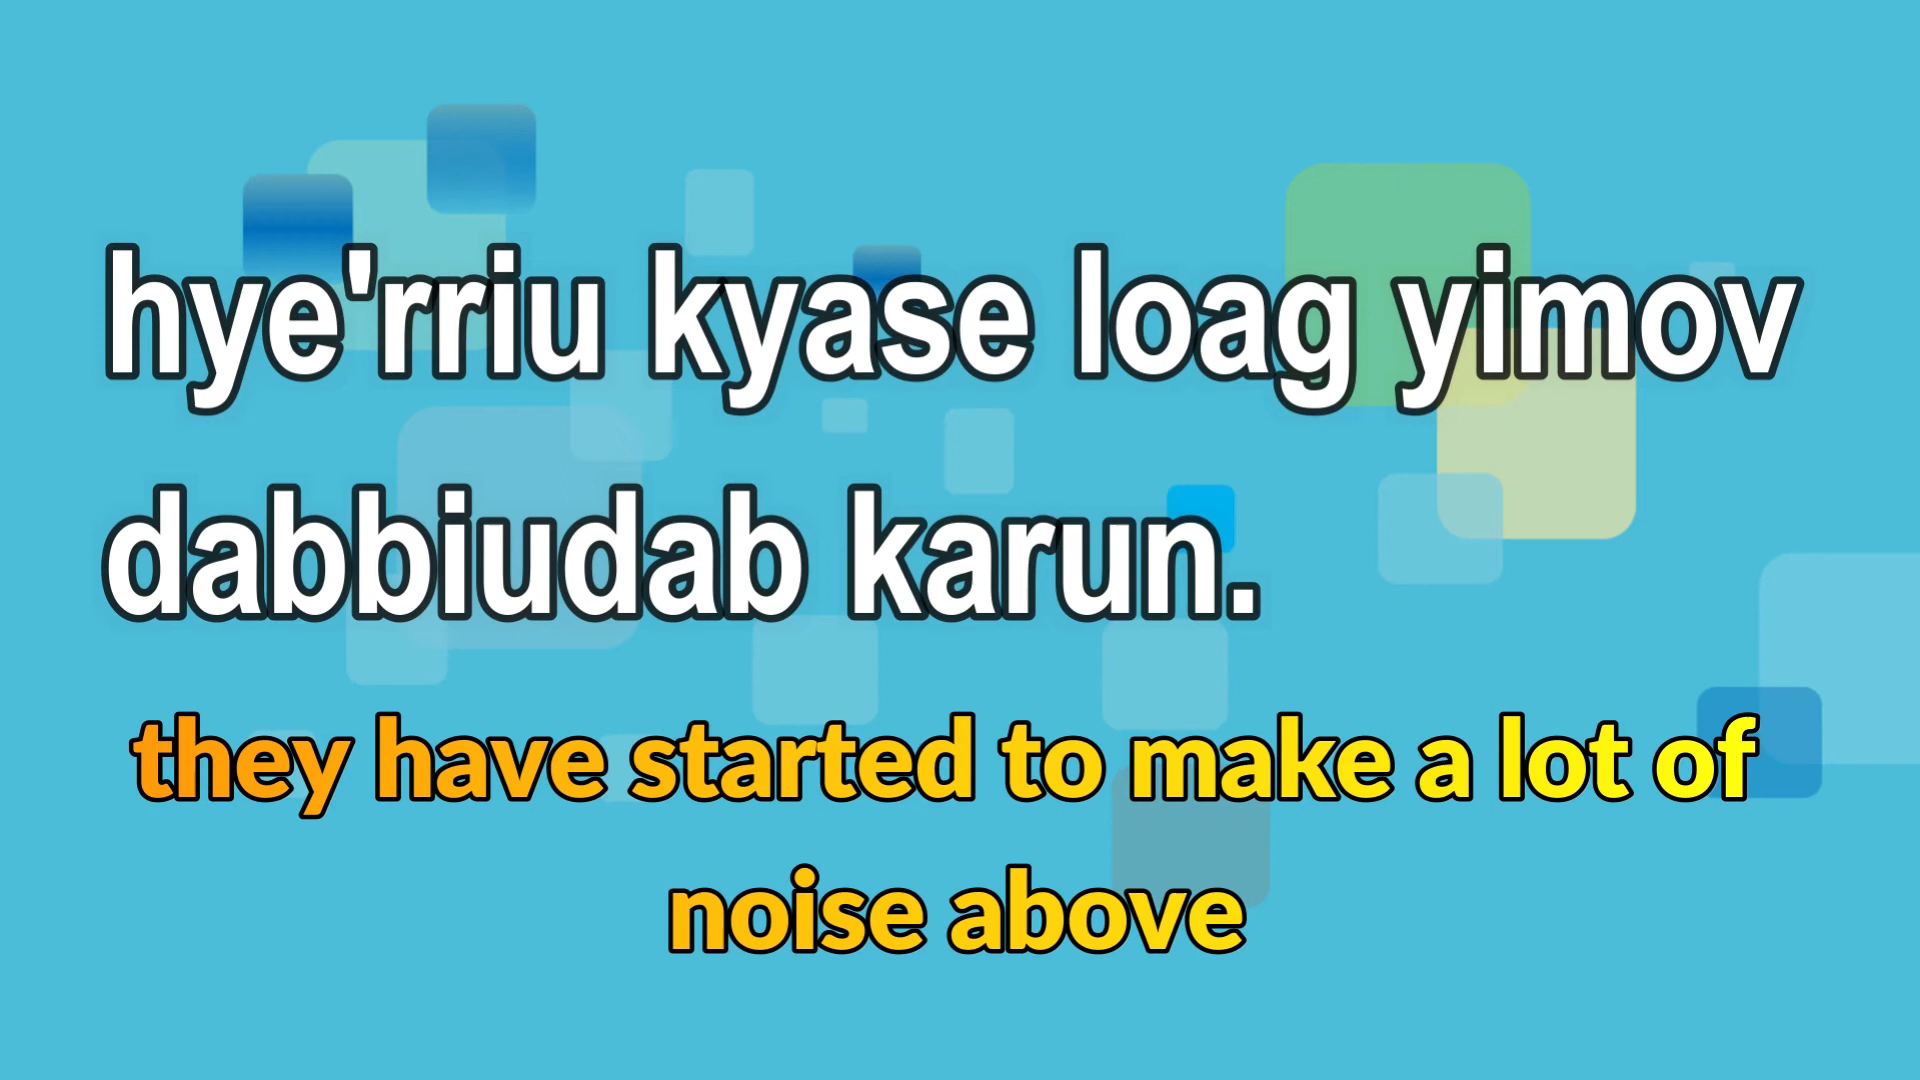 hye'rriu kyase loag yimov
dabbiudab karun.
they have started to make a lot of
noise above